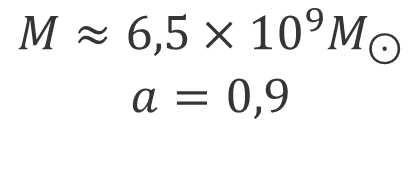 M ≈ 6,5 × 10⁹M☉
a = 0,9